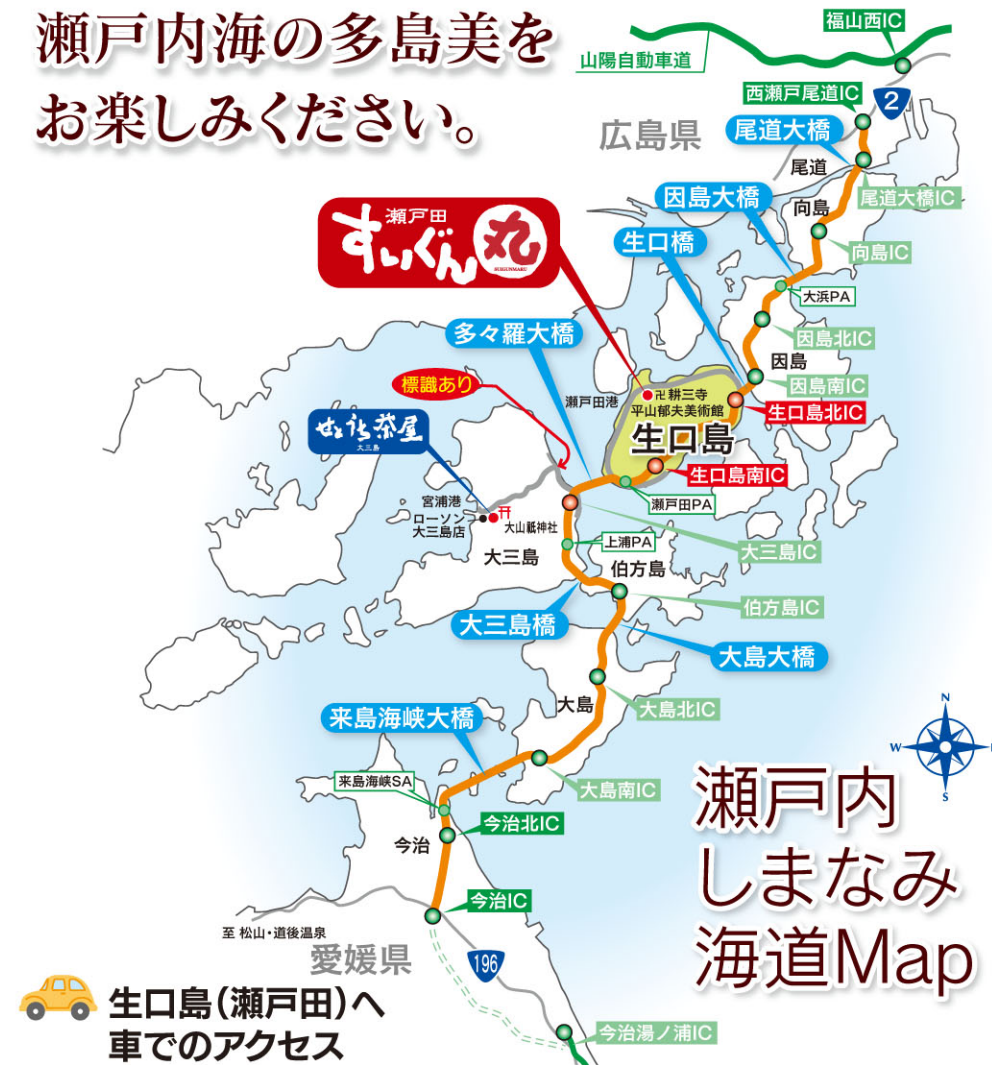 瀬戸内海の多島美を
お楽しみください。
福山西IC
山陽自動車道
西瀬戸尾道IC
2
広島県
尾道大橋
尾道
尾道大橋IC
因島大橋
向島
向島IC
瀬戸田
すいぐん丸
SUIGUNMARU
生口橋
大浜PA
因島北IC
多々羅大橋
因島
因島南IC
標識あり
瀬戸田港
卍耕三寺
平山郁夫美術館
生口島北IC
生口島
せとうち茶屋
大三島
生口島南IC
瀬戸田PA
宮浦港
ローソン
大三島店
大山祇神社
上浦PA
大三島IC
大三島
伯方島
伯方島IC
大三島橋
大島大橋
大島
大島北IC
来島海峡大橋
N
W
S
来島海峡SA
大島南IC
今治北IC
今治
瀬戸内
しまなみ
海道Map
今治IC
至 松山・道後温泉
愛媛県
196
生口島(瀬戸田)へ
車でのアクセス
今治湯ノ浦IC